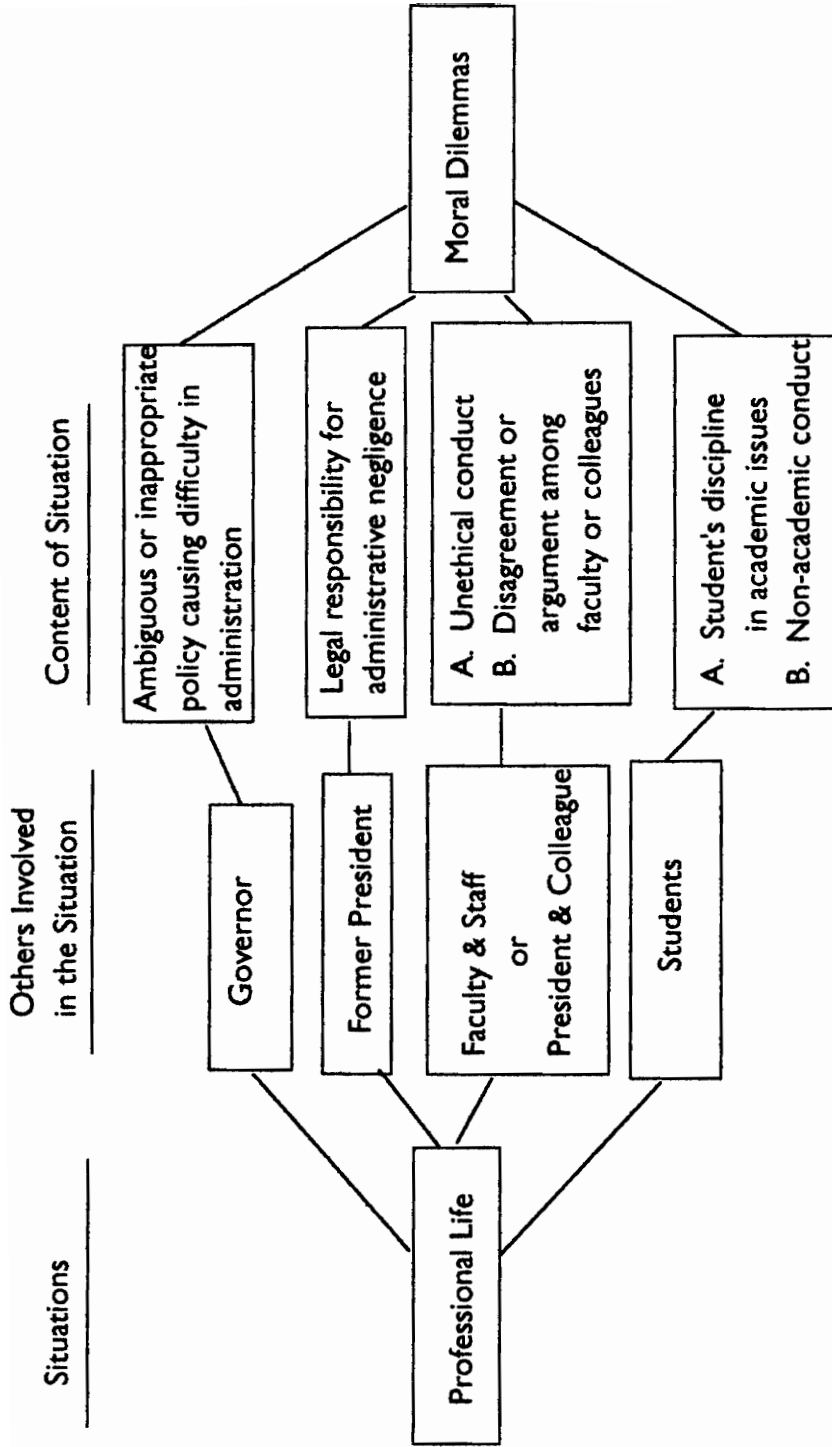 Situations
Others Involved
in the Situation
Content of Situation
Professional Life
Governor
Former President
Faculty & Staff
or
President & Colleague
Students
Ambiguous or inappropriate
policy causing difficulty in
administration
Legal responsibility for
administrative negligence
A. Unethical conduct
B. Disagreement or
argument among
faculty or colleagues
A. Student's discipline
in academic issues
B. Non-academic conduct
Moral Dilemmas